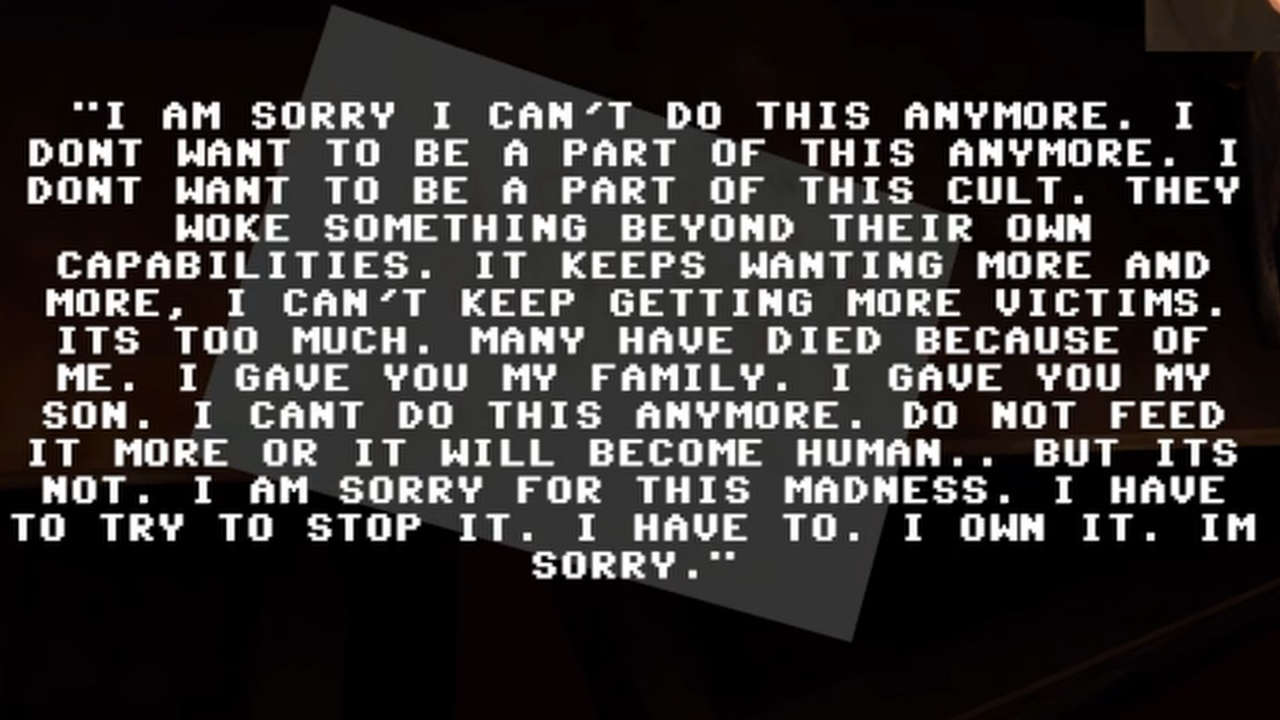 "I AM SORRY I CAN'T DO THIS ANYMORE. I
DONT WANT TO BE A PART OF THIS ANYMORE. I
DONT WANT TO BE A PART OF THIS CULT. THEY
WOKE SOMETHING BEYOND THEIR OWN
CAPABILITIES. IT KEEPS WANTING MORE AND
MORE, I CAN'T KEEP GETTING MORE VICTIMS.
ITS TOO MUCH. MANY HAVE DIED BECAUSE OF
ME. I GAVE YOU MY FAMILY. I GAVE YOU MY
SON. I CANT DO THIS ANYMORE. DO NOT FEED
IT MORE OR IT WILL BECOME HUMAN.. BUT ITS
NOT. I AM SORRY FOR THIS MADNESS. I HAVE
TO TRY TO STOP IT. I HAVE TO. I OWN IT. IM
SORRY."